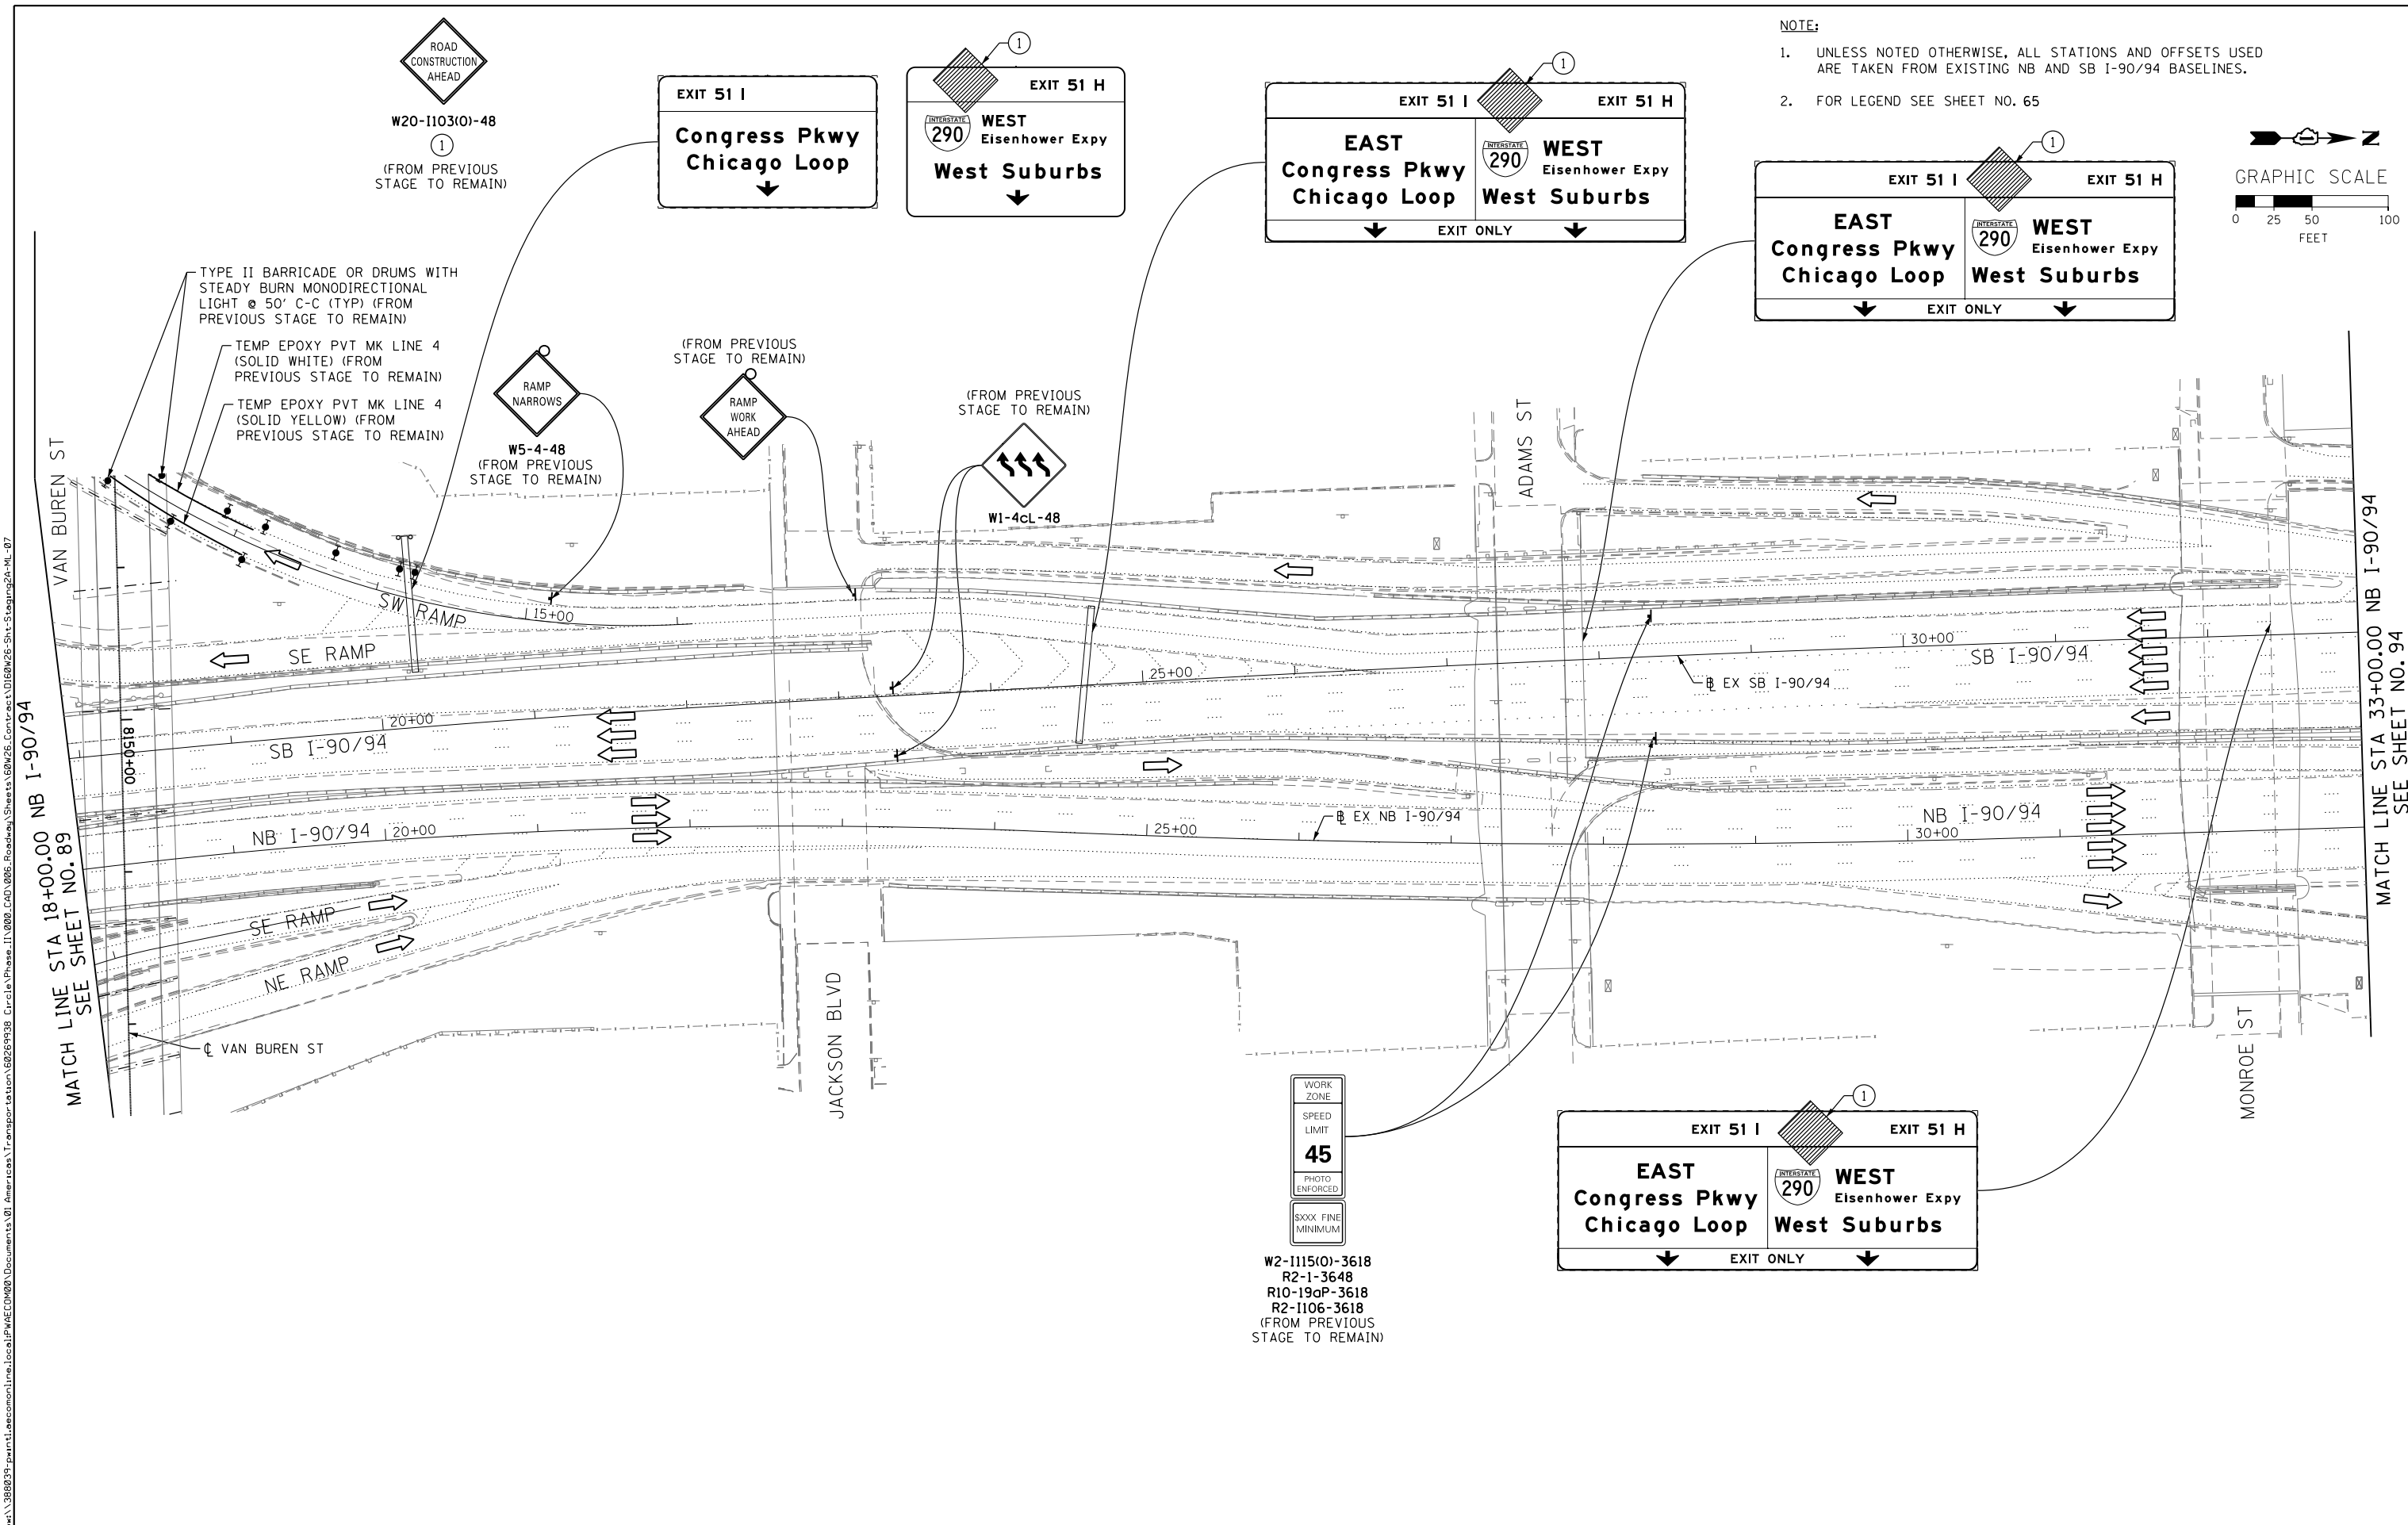 ROAD
CONSTRUCTION
AHEAD
W20-I103(0)-48
1
(FROM PREVIOUS
STAGE TO REMAIN)
EXIT 51 I
Congress Pkwy
Chicago Loop
1
EXIT 51 H
INTERSTATE
290
WEST
Eisenhower Expy
West Suburbs
1
EXIT 51 I
EXIT 51 H
EAST
Congress Pkwy
Chicago Loop
INTERSTATE
290
WEST
Eisenhower Expy
West Suburbs
EXIT ONLY
NOTE:
1. UNLESS NOTED OTHERWISE, ALL STATIONS AND OFFSETS USED
ARE TAKEN FROM EXISTING NB AND SB I-90/94 BASELINES.
2. FOR LEGEND SEE SHEET NO. 65
N
GRAPHIC SCALE
0 25 50 100
FEET
1
EXIT 51 I
EXIT 51 H
EAST
Congress Pkwy
Chicago Loop
INTERSTATE
290
WEST
Eisenhower Expy
West Suburbs
EXIT ONLY
TYPE II BARRICADE OR DRUMS WITH
STEADY BURN MONODIRECTIONAL
LIGHT @ 50' C-C (TYP) (FROM
PREVIOUS STAGE TO REMAIN)
TEMP EPOXY PVT MK LINE 4
(SOLID WHITE) (FROM
PREVIOUS STAGE TO REMAIN)
TEMP EPOXY PVT MK LINE 4
(SOLID YELLOW) (FROM
PREVIOUS STAGE TO REMAIN)
RAMP
NARROWS
W5-4-48
(FROM PREVIOUS
STAGE TO REMAIN)
(FROM PREVIOUS
STAGE TO REMAIN)
RAMP
WORK
AHEAD
(FROM PREVIOUS
STAGE TO REMAIN)
W1-4cL-48
VAN BUREN ST
ADAMS ST
SW RAMP
15+00
SE RAMP
20+00
SB I-90/94
8150+00
25+00
℄ EX SB I-90/94
30+00
SB I-90/94
NB I-90/94
20+00
25+00
℄ EX NB I-90/94
NB I-90/94
30+00
SE RAMP
NE RAMP
℄ VAN BUREN ST
JACKSON BLVD
MONROE ST
MATCH LINE STA 18+00.00 NB I-90/94
SEE SHEET NO. 89
MATCH LINE STA 33+00.00 NB I-90/94
SEE SHEET NO. 94
WORK
ZONE
SPEED
LIMIT
45
PHOTO
ENFORCED
$XXX FINE
MINIMUM
W2-I115(0)-3618
R2-1-3648
R10-19aP-3618
R2-I106-3618
(FROM PREVIOUS
STAGE TO REMAIN)
1
EXIT 51 I
EXIT 51 H
EAST
Congress Pkwy
Chicago Loop
INTERSTATE
290
WEST
Eisenhower Expy
West Suburbs
EXIT ONLY